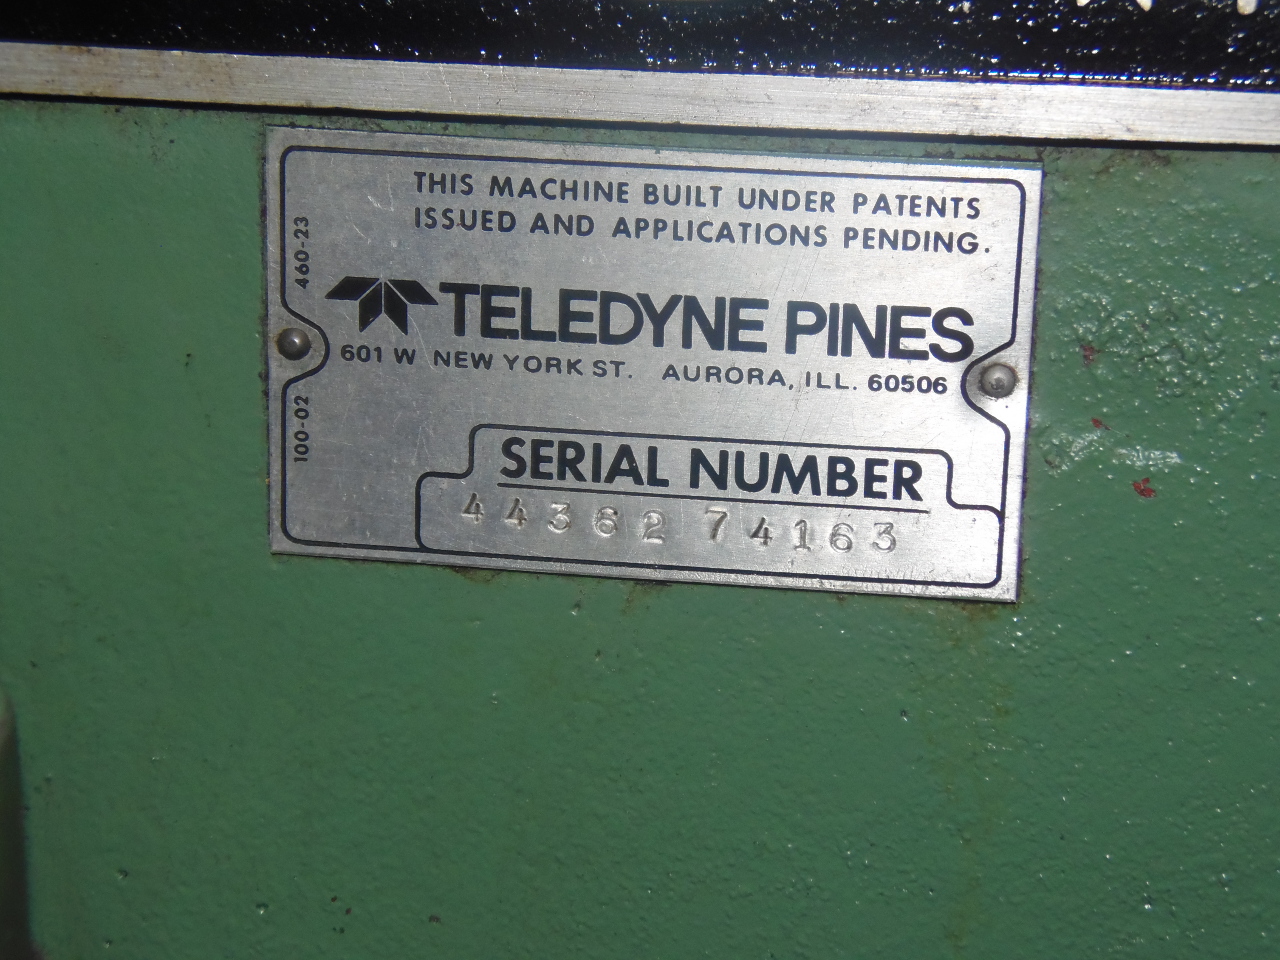 THIS MACHINE BUILT UNDER PATENTS
ISSUED AND APPLICATIONS PENDING.
460-23
TELEDYNE PINES
601 W NEW YORK ST. AURORA, ILL. 60506
100-02
SERIAL NUMBER
44362 74163